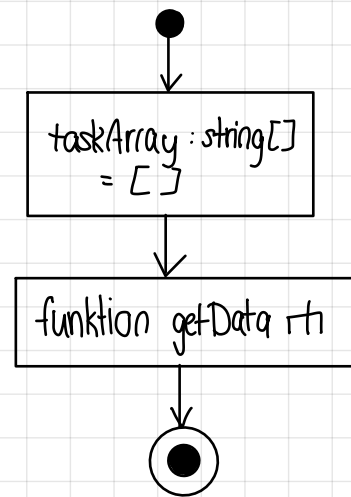 taskArray : string[]
= [ ]
funktion getData